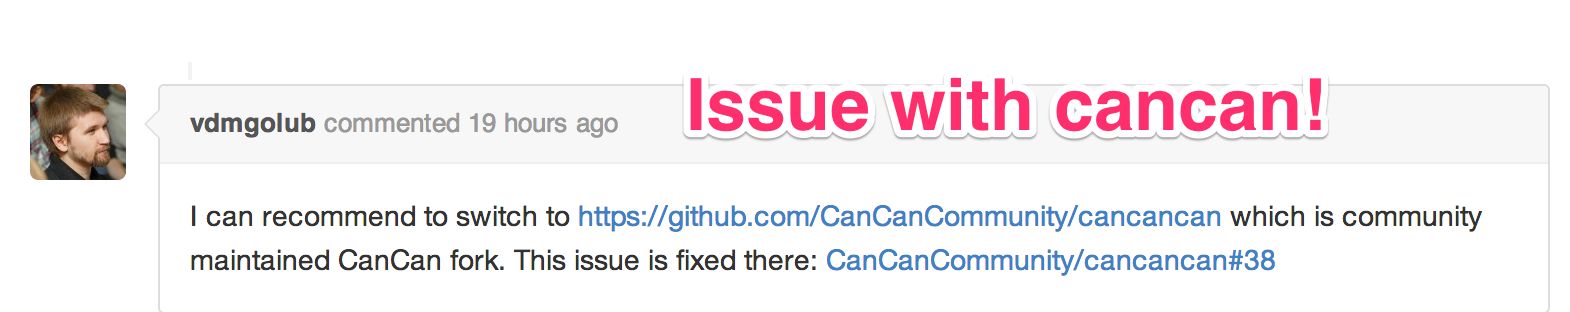 Issue with cancan!
vdmgolub commented 19 hours ago
I can recommend to switch to https://github.com/CanCanCommunity/cancancan which is community
maintained CanCan fork. This issue is fixed there: CanCanCommunity/cancancan#38